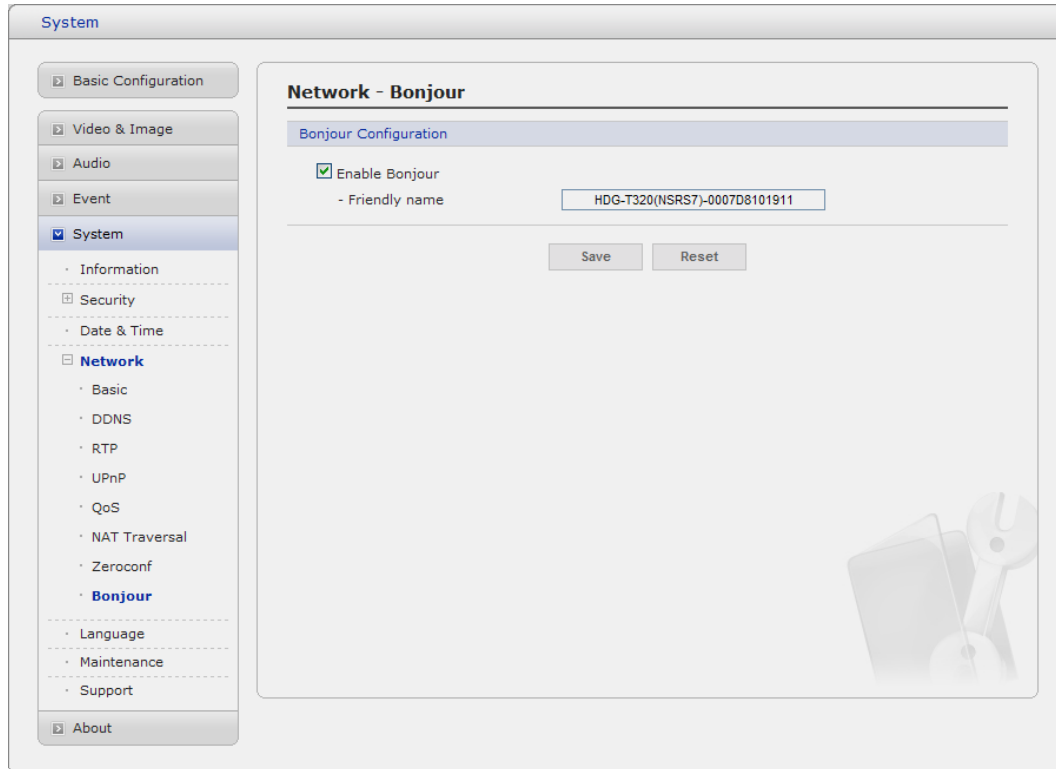 System
Basic Configuration
Video & Image
Audio
Event
System
Information
Security
Date & Time
Network
Basic
DDNS
RTP
UPnP
QoS
NAT Traversal
Zeroconf
Bonjour
Language
Maintenance
Support
About
Network - Bonjour
Bonjour Configuration
Enable Bonjour
- Friendly name HDG-T320(NSRS7)-0007D8101911
Save Reset